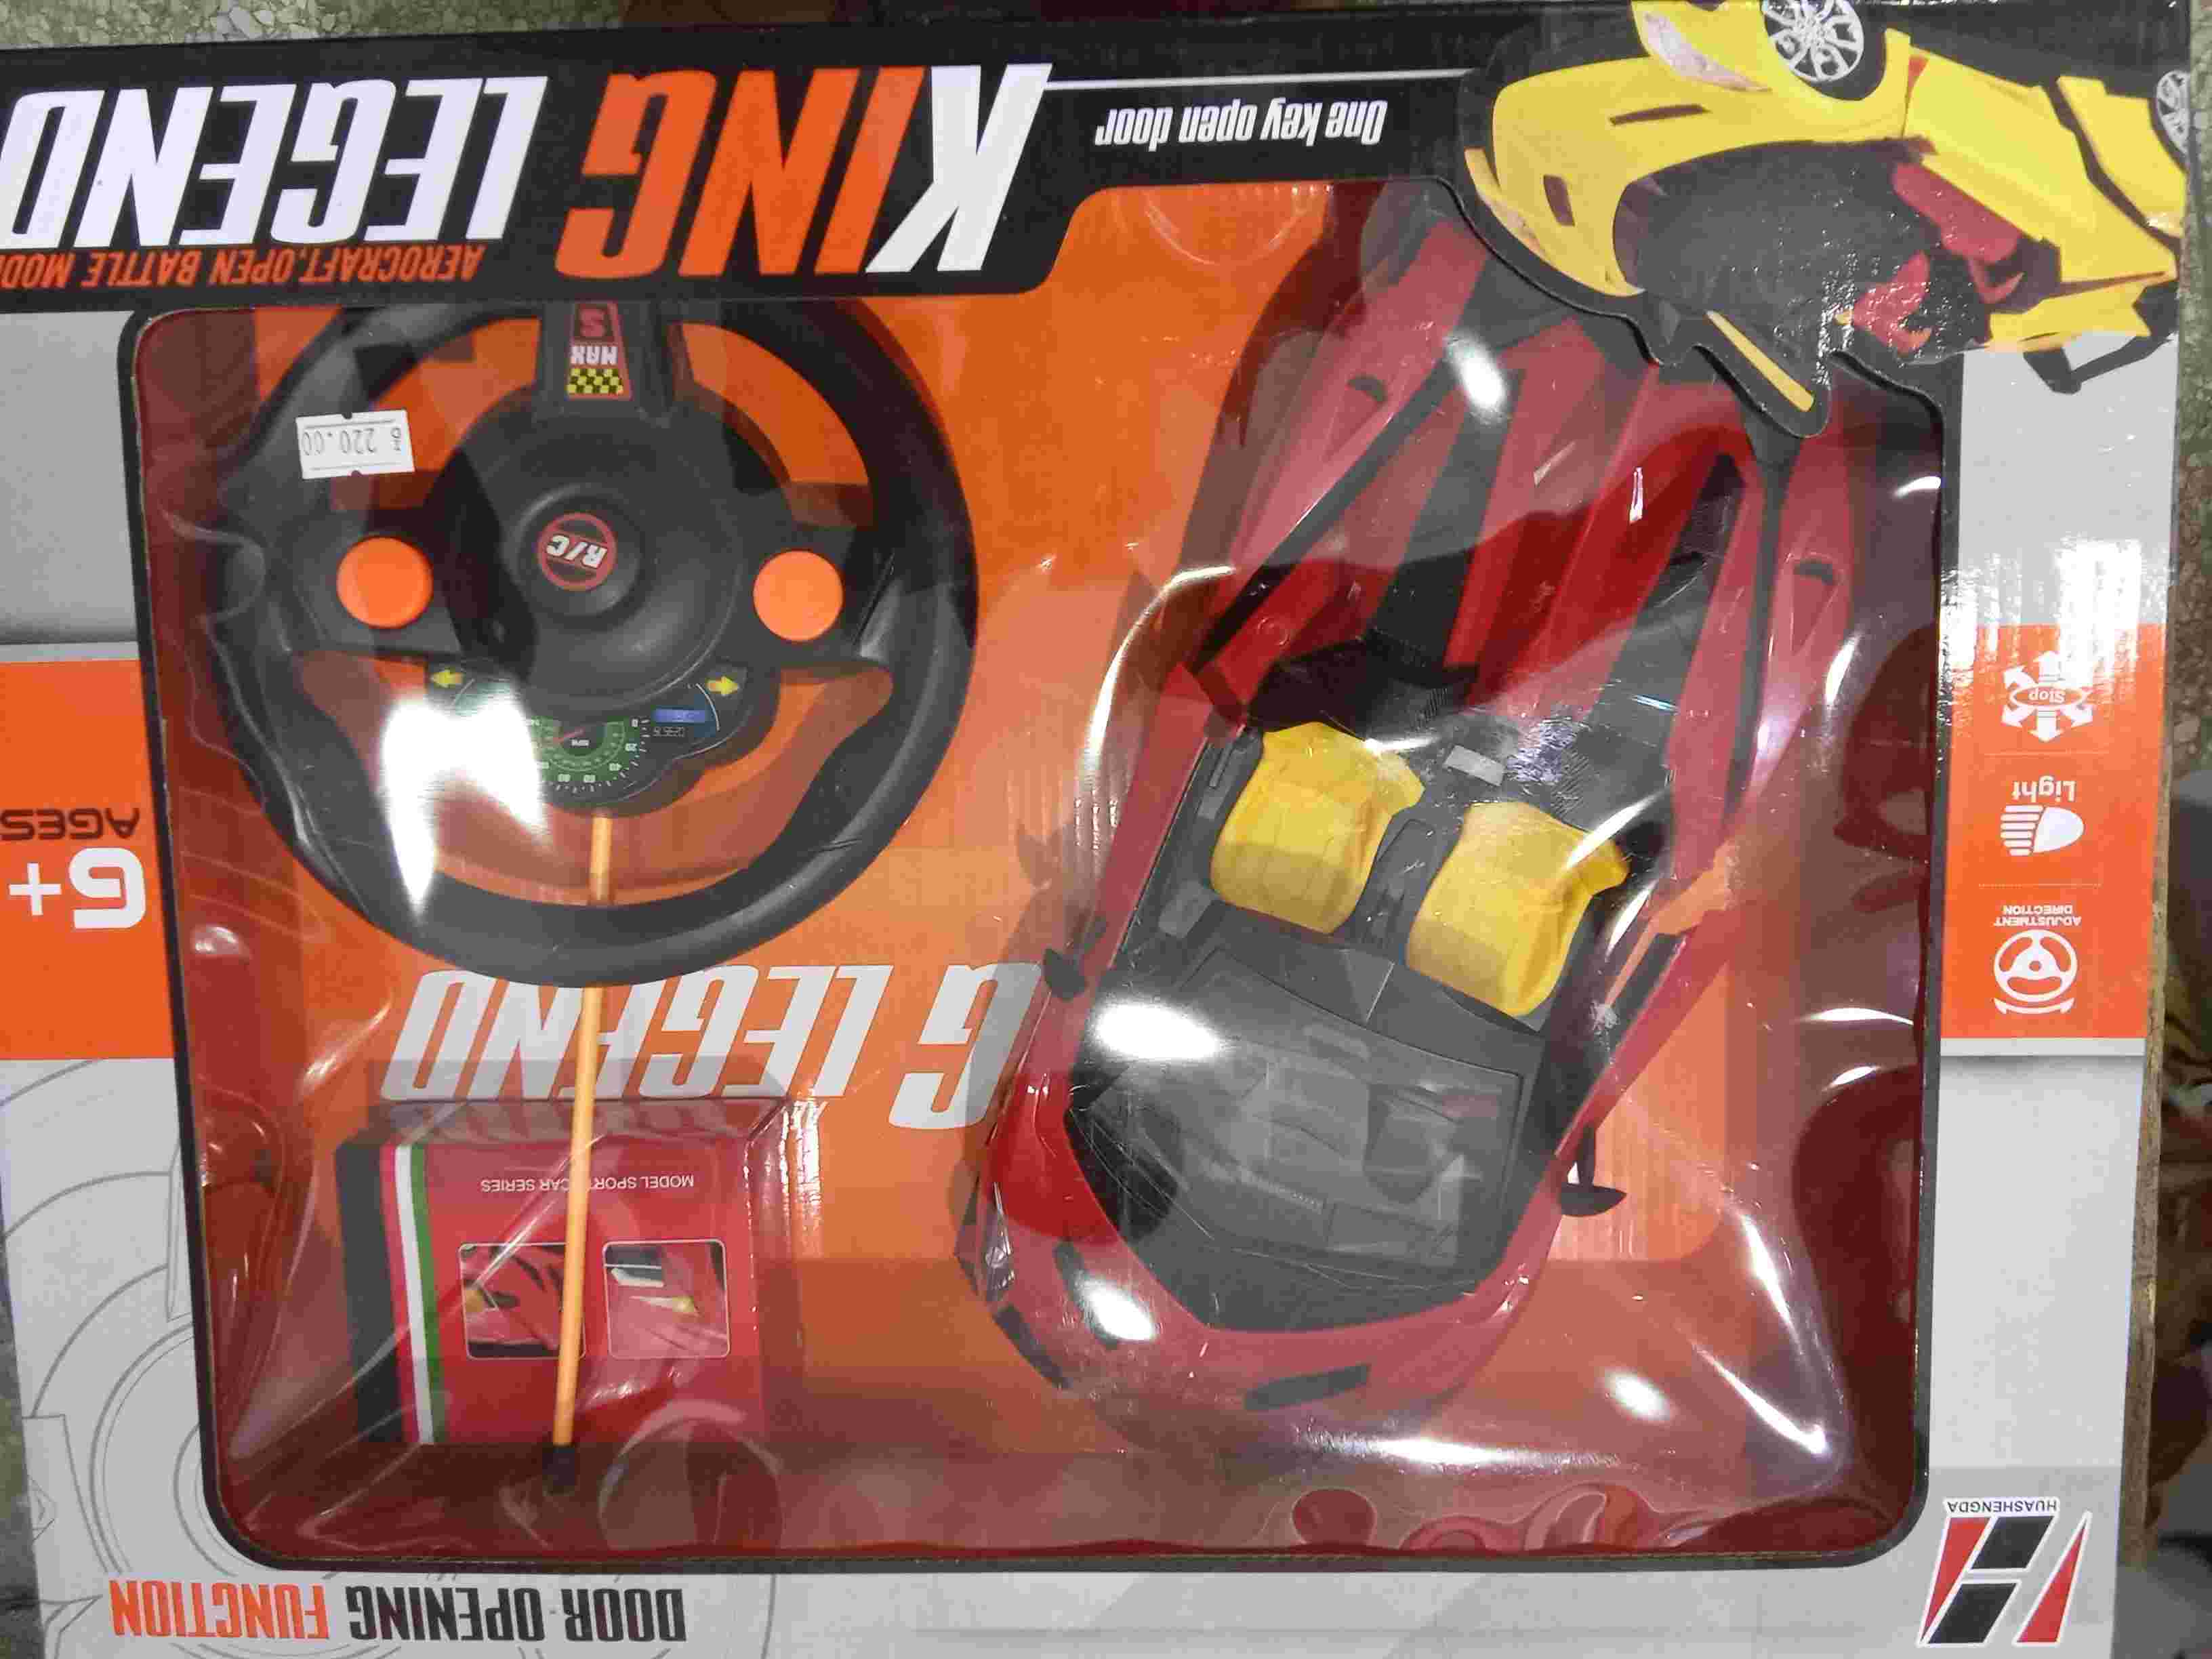 HUASHENGDA
DOOR OPENING FUNCTION
MODEL SPORT CAR SERIES
G LEGEND
ADJUSTMENT
DIRECTION
Light
Stop
6+
AGES
R/C
220.00
MAX
S
KING LEGEND
AEROCRAFT,OPEN BATTLE MODE
One key open door